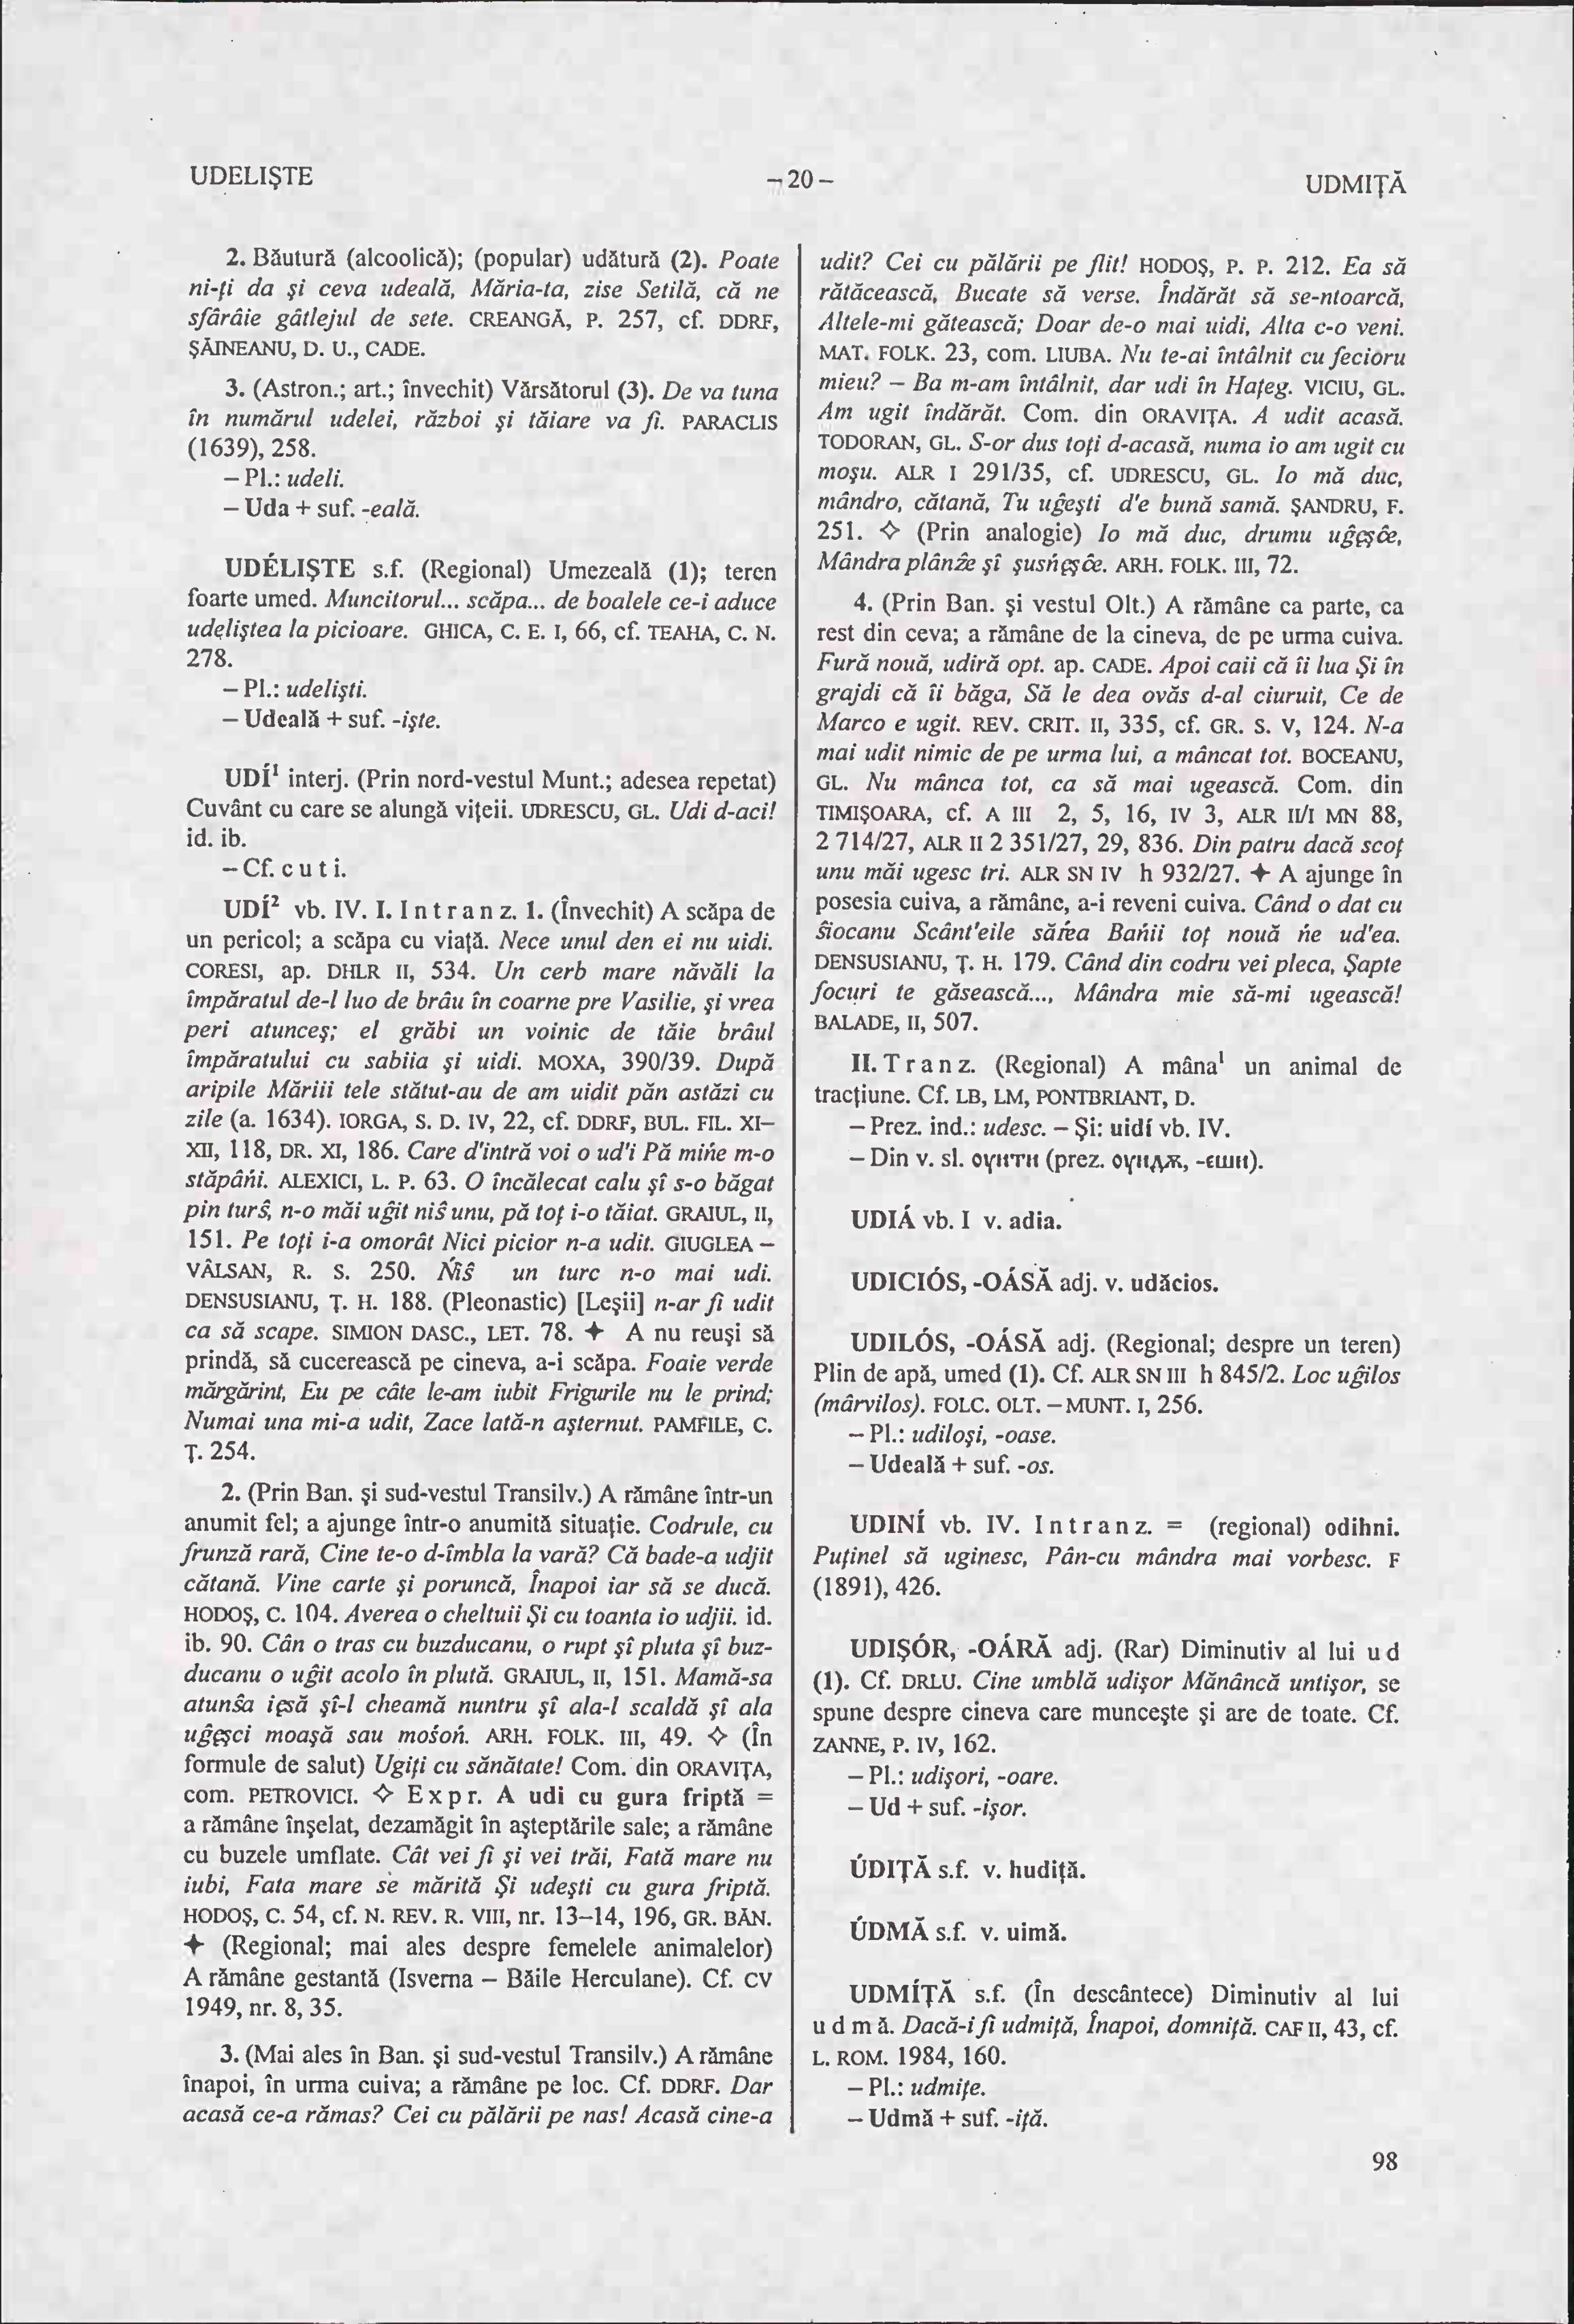 UDELIŞTE
– 20 –
UDMIŢĂ
2. Băutură (alcoolică); (popular) udătură (2). Poate
ni-ţi da şi ceva udeală, Măria-ta, zise Setilă, că ne
sfârâie gâtlejul de sete. CREANGĂ, P. 257, cf. DDRF,
ŞĂINEANU, D. U., CADE.
3. (Astron.; art.; învechit) Vărsătorul (3). De va tuna
în numărul udelei, război şi tăiare va fi. PARACLIS
(1639), 258.
– Pl.: udeli.
– Uda + suf. -eală.
UDÉLIŞTE s.f. (Regional) Umezeală (1); teren
foarte umed. Muncitorul... scăpa... de boalele ce-i aduce
udeliştea la picioare. GHICA, C. E. I, 66, cf. TEAHA, C. N.
278.
– Pl.: udelişti.
– Udeală + suf. -işte.
UDÍ¹ interj. (Prin nord-vestul Munt.; adesea repetat)
Cuvânt cu care se alungă viţeii. UDRESCU, GL. Udi d-aci!
id. ib.
– Cf. c u t i.
UDÍ² vb. IV. I. I n t r a n z. 1. (Învechit) A scăpa de
un pericol; a scăpa cu viaţă. Nece unul den ei nu uidi.
CORESI, ap. DHLR II, 534. Un cerb mare năvăli la
împăratul de-l luo de brâu în coarne pre Vasilie, şi vrea
peri atunceş; el grăbi un voinic de tăie brâul
împăratului cu sabiia şi uidi. MOXA, 390/39. După
aripile Măriii tele stătut-au de am uidit păn astăzi cu
zile (a. 1634). IORGA, S. D. IV, 22, cf. DDRF, BUL. FIL. XI–
XII, 118, DR. XI, 186. Care d'intră voi o ud'i Pă mińe m-o
stăpâńi. ALEXICI, L. P. 63. O încălecat calu şî s-o băgat
pin turŝ, n-o măi uĝit niŝ unu, pă toţ i-o tăiat. GRAIUL, II,
151. Pe toţi i-a omorât Nici picior n-a udit. GIUGLEA –
VÂLSAN, R. S. 250. Ńiŝ un turc n-o mai udi.
DENSUSIANU, Ţ. H. 188. (Pleonastic) [Leşii] n-ar fi udit
ca să scape. SIMION DASC., LET. 78. ✦ A nu reuşi să
prindă, să cucerească pe cineva, a-i scăpa. Foaie verde
mărgărint, Eu pe câte le-am iubit Frigurile nu le prind;
Numai una mi-a udit, Zace lată-n aşternut. PAMFILE, C.
Ţ. 254.
2. (Prin Ban. şi sud-vestul Transilv.) A rămâne într-un
anumit fel; a ajunge într-o anumită situaţie. Codrule, cu
frunză rară, Cine te-o d-îmbla la vară? Că bade-a udjit
cătană. Vine carte şi poruncă, Înapoi iar să se ducă.
HODOŞ, C. 104. Averea o cheltuii Şi cu toanta io udjii. id.
ib. 90. Cân o tras cu buzducanu, o rupt şî pluta şî buz-
ducanu o uĝit acolo în plută. GRAIUL, II, 151. Mamă-sa
atunŝa ięsă şî-l cheamă nuntru şî ala-l scaldă şî ala
uĝęşci moaşă sau mośoń. ARH. FOLK. III, 49. ✧ (În
formule de salut) Ugiţi cu sănătate! Com. din ORAVIŢA,
com. PETROVICI. ✧ E x p r. A udi cu gura friptă =
a rămâne înşelat, dezamăgit în aşteptările sale; a rămâne
cu buzele umflate. Cât vei fi şi vei trăi, Fată mare nu
iubi, Fata mare se mărită Şi udeşti cu gura friptă.
HODOŞ, C. 54, cf. N. REV. R. VIII, nr. 13–14, 196, GR. BĂN.
✦ (Regional; mai ales despre femelele animalelor)
A rămâne gestantă (Isverna – Băile Herculane). Cf. CV
1949, nr. 8, 35.
3. (Mai ales în Ban. şi sud-vestul Transilv.) A rămâne
înapoi, în urma cuiva; a rămâne pe loc. Cf. DDRF. Dar
acasă ce-a rămas? Cei cu pălării pe nas! Acasă cine-a
udit? Cei cu pălării pe flit! HODOŞ, P. P. 212. Ea să
rătăcească, Bucate să verse. Îndărăt să se-ntoarcă,
Altele-mi gătească; Doar de-o mai uidi, Alta c-o veni.
MAT. FOLK. 23, com. LIUBA. Nu te-ai întâlnit cu fecioru
mieu? – Ba m-am întâlnit, dar udi în Haţeg. VICIU, GL.
Am ugit îndărăt. Com. din ORAVIŢA. A udit acasă.
TODORAN, GL. S-or dus toţi d-acasă, numa io am ugit cu
moşu. ALR I 291/35, cf. UDRESCU, GL. Io mă duc,
mândro, cătană, Tu uĝeşti d'e bună samă. ŞANDRU, F.
251. ✧ (Prin analogie) Io mă duc, drumu uĝęşĉe,
Mândra plânẑe şî şusńęşĉe. ARH. FOLK. III, 72.
4. (Prin Ban. şi vestul Olt.) A rămâne ca parte, ca
rest din ceva; a rămâne de la cineva, de pe urma cuiva.
Fură nouă, udiră opt. ap. CADE. Apoi caii că îi lua Şi în
grajdi că îi băga, Să le dea ovăs d-al ciuruit, Ce de
Marco e ugit. REV. CRIT. II, 335, cf. GR. S. V, 124. N-a
mai udit nimic de pe urma lui, a mâncat tot. BOCEANU,
GL. Nu mânca tot, ca să mai ugească. Com. din
TIMIŞOARA, cf. A III 2, 5, 16, IV 3, ALR II/I MN 88,
2 714/27, ALR II 2 351/27, 29, 836. Din patru dacă scoţ
unu măi ugesc tri. ALR SN IV h 932/27. ✦ A ajunge în
posesia cuiva, a rămâne, a-i reveni cuiva. Când o dat cu
ŝiocanu Scânt'eile săŕea Bańii toţ nouă ńe ud'ea.
DENSUSIANU, Ţ. H. 179. Când din codru vei pleca, Şapte
focuri te găsească..., Mândra mie să-mi ugească!
BALADE, II, 507.
II. T r a n z. (Regional) A mâna¹ un animal de
tracţiune. Cf. LB, LM, PONTBRIANT, D.
– Prez. ind.: udesc. – Şi: uidí vb. IV.
– Din v. sl. оуити (prez. оуидѫ, -єши).
UDIÁ vb. I v. adia.
UDICIÓS, -OÁSĂ adj. v. udăcios.
UDILÓS, -OÁSĂ adj. (Regional; despre un teren)
Plin de apă, umed (1). Cf. ALR SN III h 845/2. Loc uĝilos
(mârvilos). FOLC. OLT. – MUNT. I, 256.
– Pl.: udiloşi, -oase.
– Udeală + suf. -os.
UDINÍ vb. IV. I n t r a n z. = (regional) odihni.
Puţinel să uginesc, Pân-cu mândra mai vorbesc. F
(1891), 426.
UDIŞÓR, -OÁRĂ adj. (Rar) Diminutiv al lui u d
(1). Cf. DRLU. Cine umblă udişor Mănâncă untişor, se
spune despre cineva care munceşte şi are de toate. Cf.
ZANNE, P. IV, 162.
– Pl.: udişori, -oare.
– Ud + suf. -işor.
ÚDIŢĂ s.f. v. hudiţă.
ÚDMĂ s.f. v. uimă.
UDMÍŢĂ s.f. (În descântece) Diminutiv al lui
u d m ă. Dacă-i fi udmiţă, Înapoi, domniţă. CAF II, 43, cf.
L. ROM. 1984, 160.
– Pl.: udmiţe.
– Udmă + suf. -iţă.
98